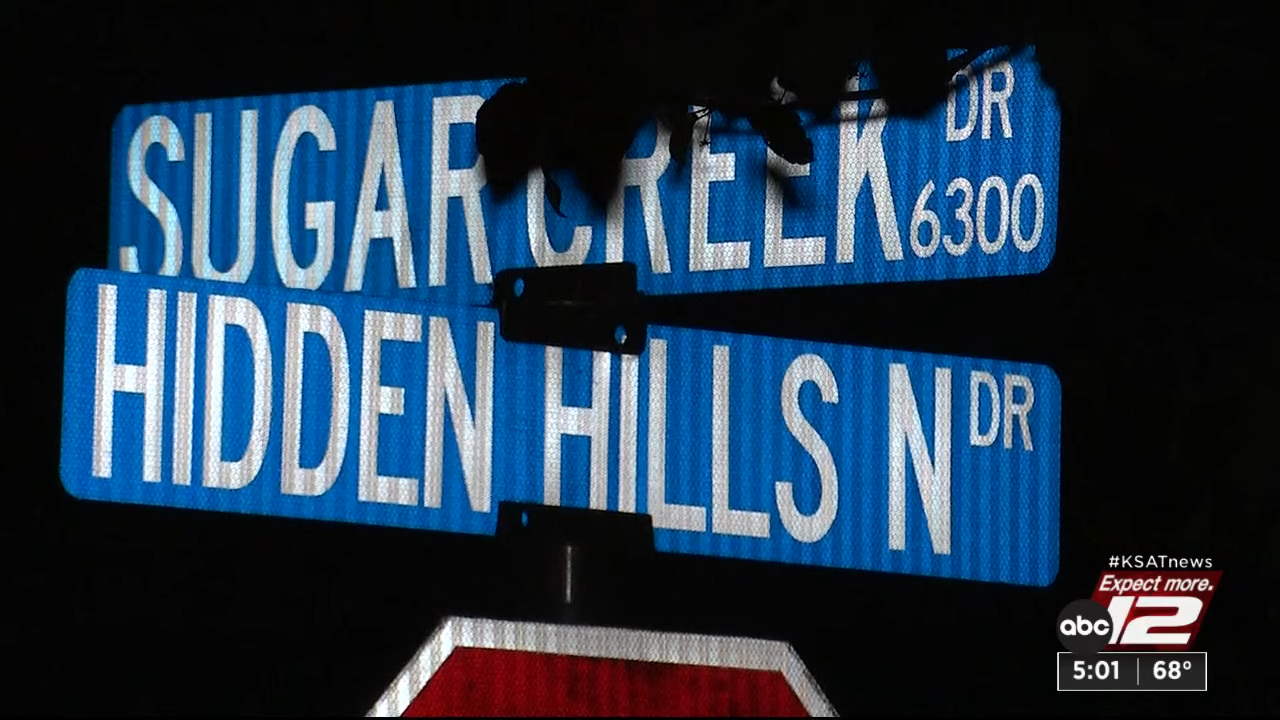 SUGAR CREEK DR
6300
HIDDEN HILLS N DR
#KSATnews
Expect more.
abc 12
5:01 68°